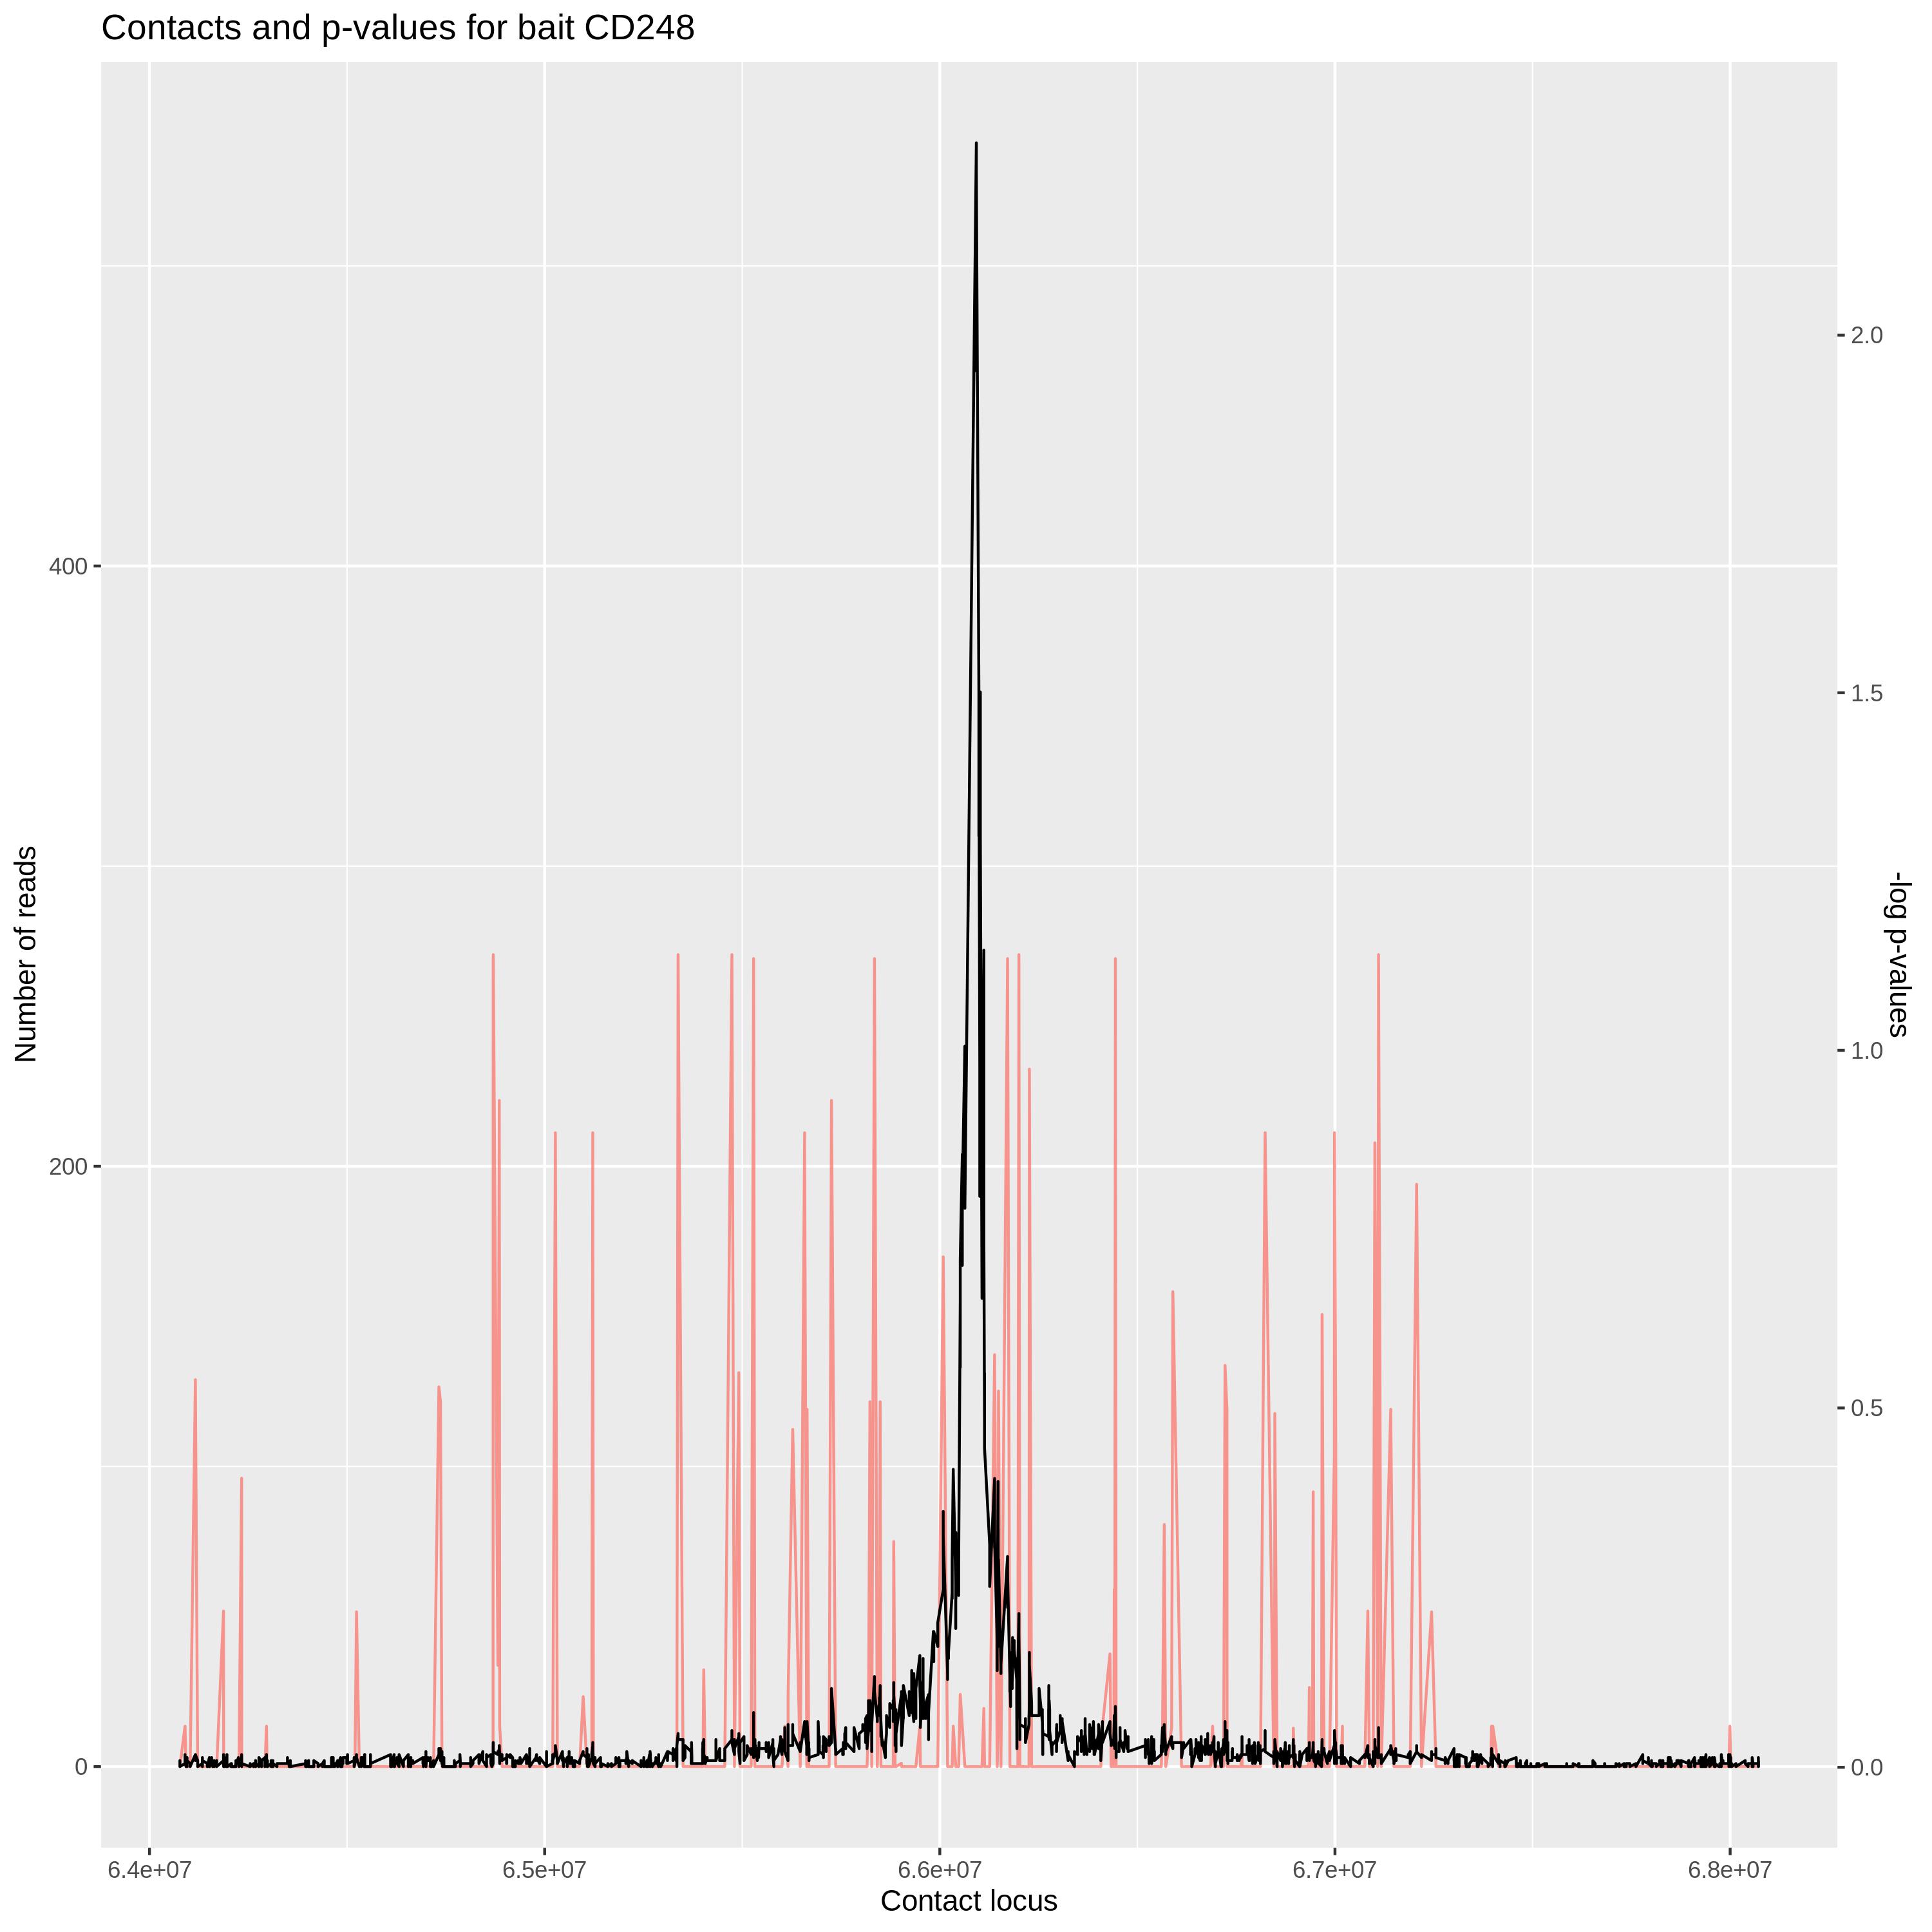 Contacts and p-values for bait CD248
Number of reads
400
200
0
2.0
1.5
1.0
0.5
0.0
-log p-values
6.4e+07 6.5e+07 6.6e+07 6.7e+07 6.8e+07
Contact locus